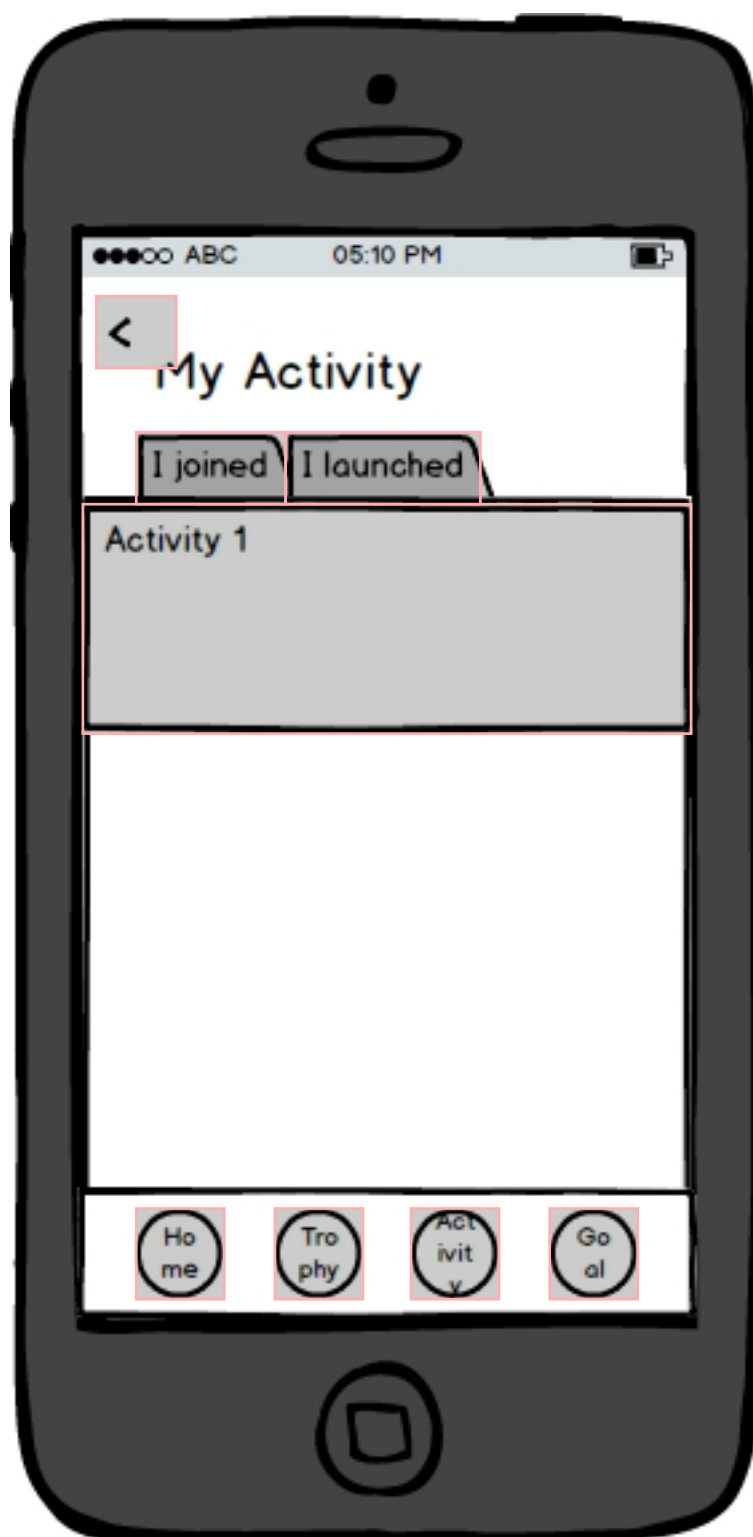 ABC 05:10 PM
<
My Activity
I joined I launched
Activity 1
Ho
me
Tro
phy
Act
ivit
y
Go
al